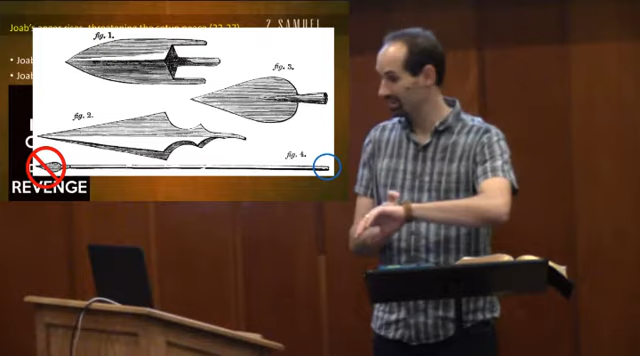 Joab's anger rises, threatening the setup peace (22-27)
2 SAMUEL
• Joab
• Joab
fig. 1.
fig. 3.
fig. 2.
fig. 4.
REVENGE